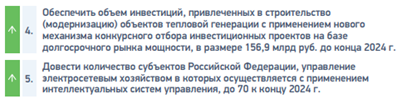 4. Обеспечить объем инвестиций, привлеченных в строительство
(модернизацию) объектов тепловой генерации с применением нового
механизма конкурсного отбора инвестиционных проектов на базе
долгосрочного рынка мощности, в размере 156,9 млрд руб. до конца 2024 г.
5. Довести количество субъектов Российской Федерации, управление
электросетевым хозяйством в которых осуществляется с применением
интеллектуальных систем управления, до 70 к концу 2024 г.